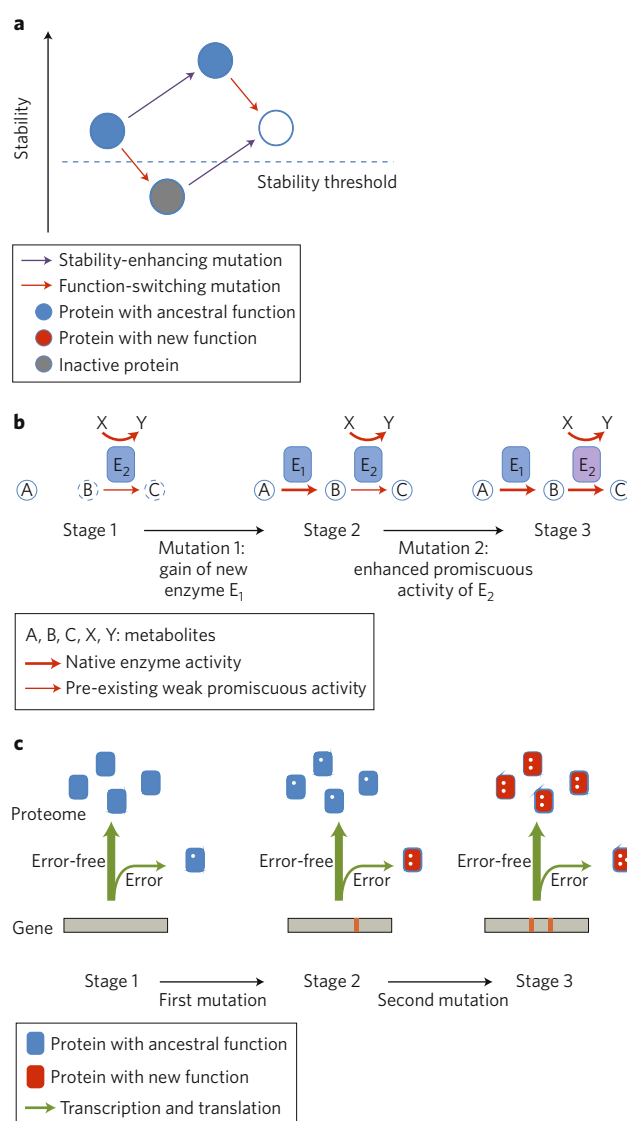 a
Stability
Stability threshold
Stability-enhancing mutation
Function-switching mutation
Protein with ancestral function
Protein with new function
Inactive protein
b
X Y X Y X Y
E2 E1 E2 E1 E2
A B C A B C A B C
Stage 1 Stage 2 Stage 3
Mutation 1: Mutation 2:
gain of new enhanced promiscuous
enzyme E1 activity of E2
A, B, C, X, Y: metabolites
Native enzyme activity
Pre-existing weak promiscuous activity
c
Proteome
Error-free Error-free Error-free
Error Error Error
Gene
Stage 1 Stage 2 Stage 3
First mutation Second mutation
Protein with ancestral function
Protein with new function
Transcription and translation